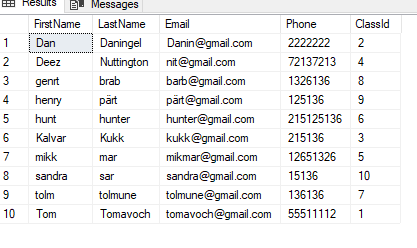 Results Messages
FirstName LastName Email Phone ClassId
1 Dan Daningel Danin@gmail.com 2222222 2
2 Deez Nuttington nit@gmail.com 72137213 4
3 genrt brab barb@gmail.com 1326136 8
4 henry pärt pärt@gmail.com 125136 9
5 hunt hunter hunter@gmail.com 215125136 6
6 Kalvar Kukk kukk@gmail.com 215136 3
7 mikk mar mikmar@gmail.com 12651326 5
8 sandra sar sandra@gmail.com 15136 10
9 tolm tolmune tolmune@gmail.com 136136 7
10 Tom Tomavoch tomavoch@gmail.com 55511112 1